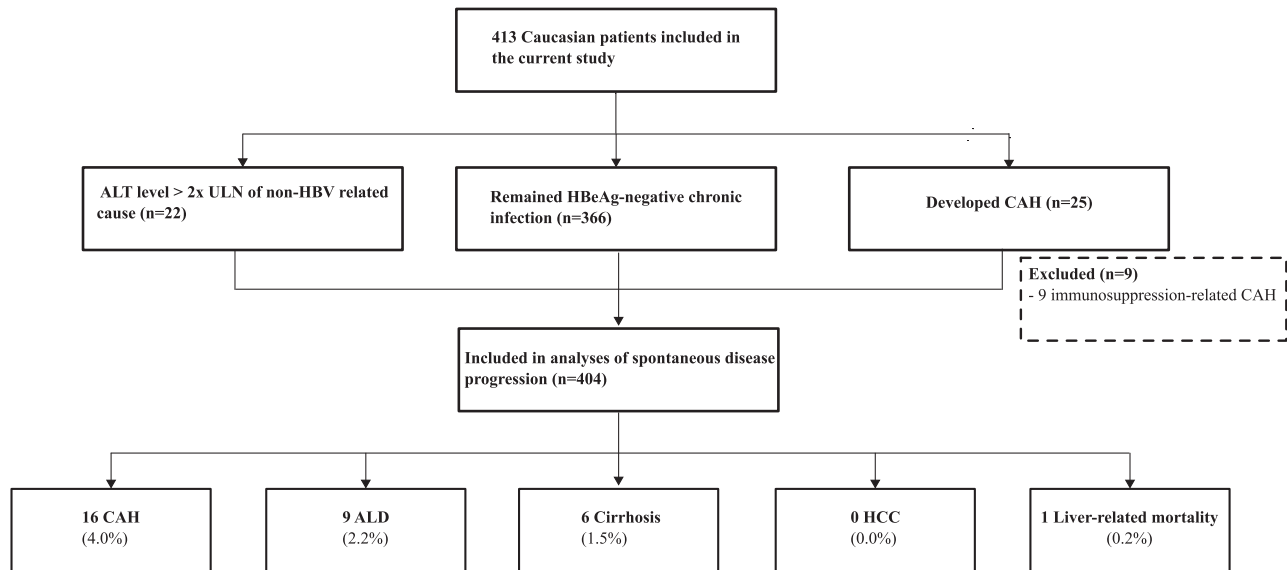 413 Caucasian patients included in
the current study
ALT level > 2x ULN of non-HBV related
cause (n=22)
Remained HBeAg-negative chronic
infection (n=366)
Developed CAH (n=25)
Excluded (n=9)
- 9 immunosuppression-related CAH
Included in analyses of spontaneous disease
progression (n=404)
16 CAH
(4.0%)
9 ALD
(2.2%)
6 Cirrhosis
(1.5%)
0 HCC
(0.0%)
1 Liver-related mortality
(0.2%)